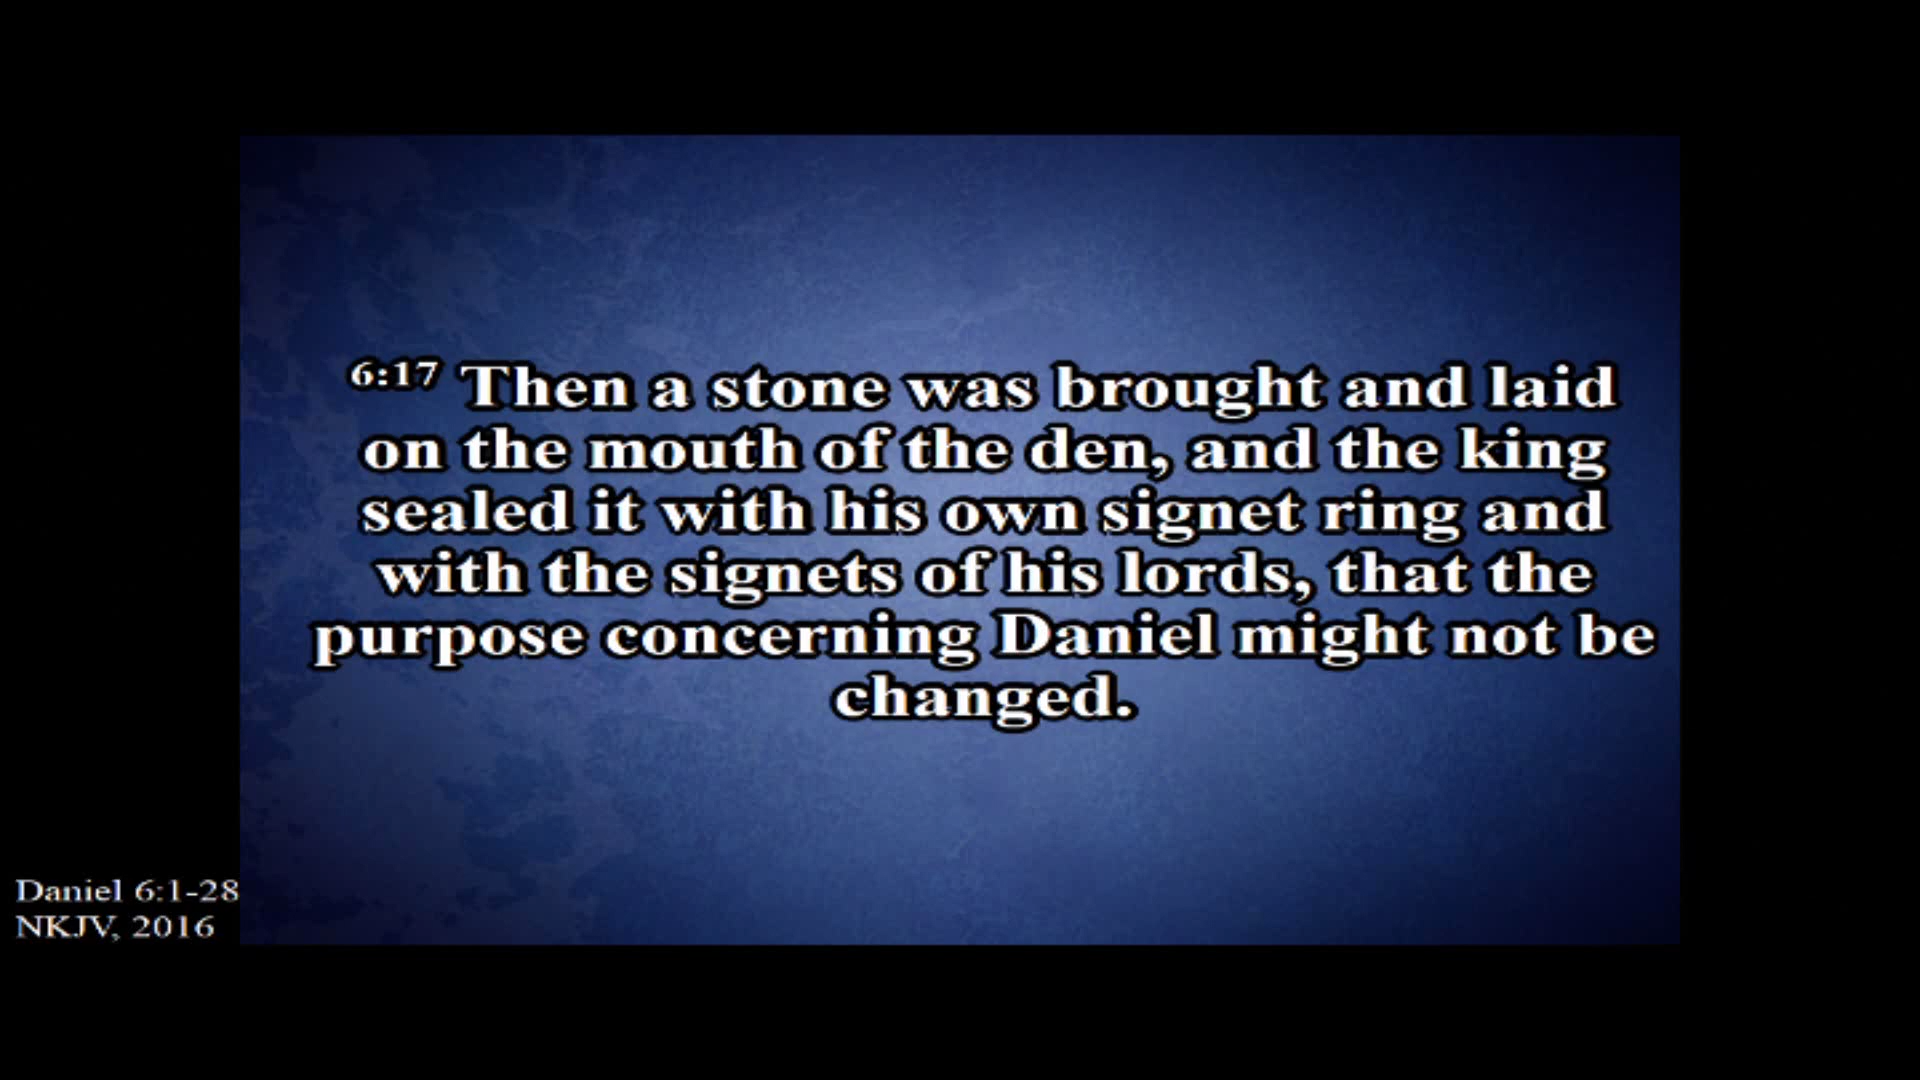 6:17 Then a stone was brought and laid
on the mouth of the den, and the king
sealed it with his own signet ring and
with the signets of his lords, that the
purpose concerning Daniel might not be
changed.
Daniel 6:1-28
NKJV, 2016